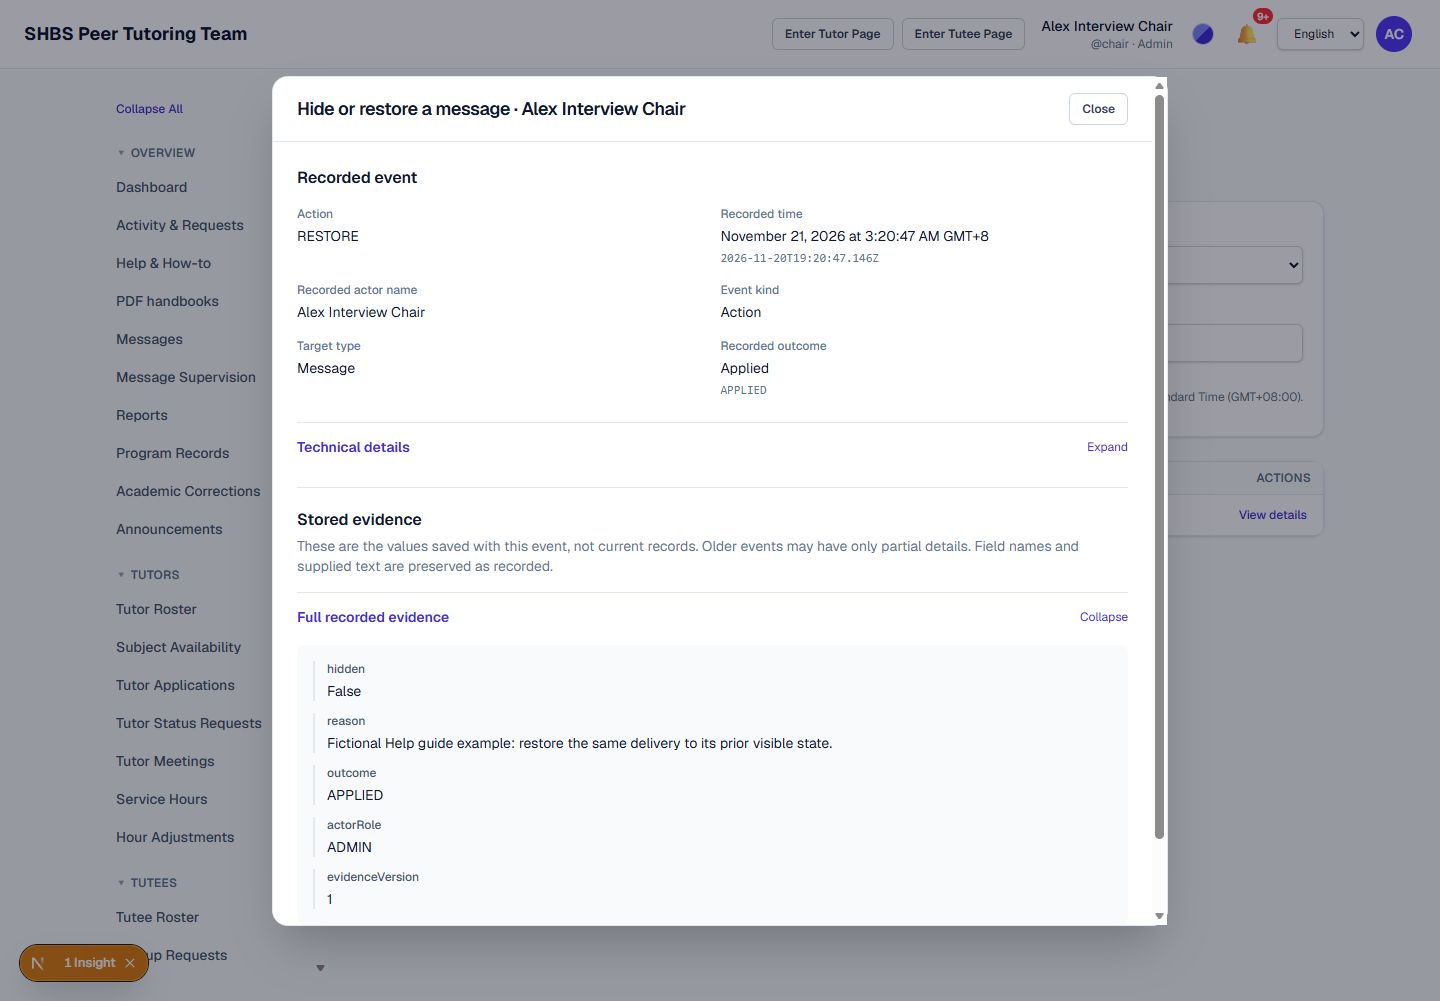 SHBS Peer Tutoring Team
Enter Tutor Page
Enter Tutee Page
Alex Interview Chair
@chair · Admin
9+
English
AC
Collapse All
OVERVIEW
Dashboard
Activity & Requests
Help & How-to
PDF handbooks
Messages
Message Supervision
Reports
Program Records
Academic Corrections
Announcements
TUTORS
Tutor Roster
Subject Availability
Tutor Applications
Tutor Status Requests
Tutor Meetings
Service Hours
Hour Adjustments
TUTEES
Tutee Roster
up Requests
1 Insight
Hide or restore a message · Alex Interview Chair
Close
Recorded event
Action
RESTORE
Recorded time
November 21, 2026 at 3:20:47 AM GMT+8
2026-11-20T19:20:47.146Z
Recorded actor name
Alex Interview Chair
Event kind
Action
Target type
Message
Recorded outcome
Applied
APPLIED
Technical details
Expand
Stored evidence
These are the values saved with this event, not current records. Older events may have only partial details. Field names and
supplied text are preserved as recorded.
Full recorded evidence
Collapse
hidden
False
reason
Fictional Help guide example: restore the same delivery to its prior visible state.
outcome
APPLIED
actorRole
ADMIN
evidenceVersion
1
Time (GMT+08:00).
ACTIONS
View details